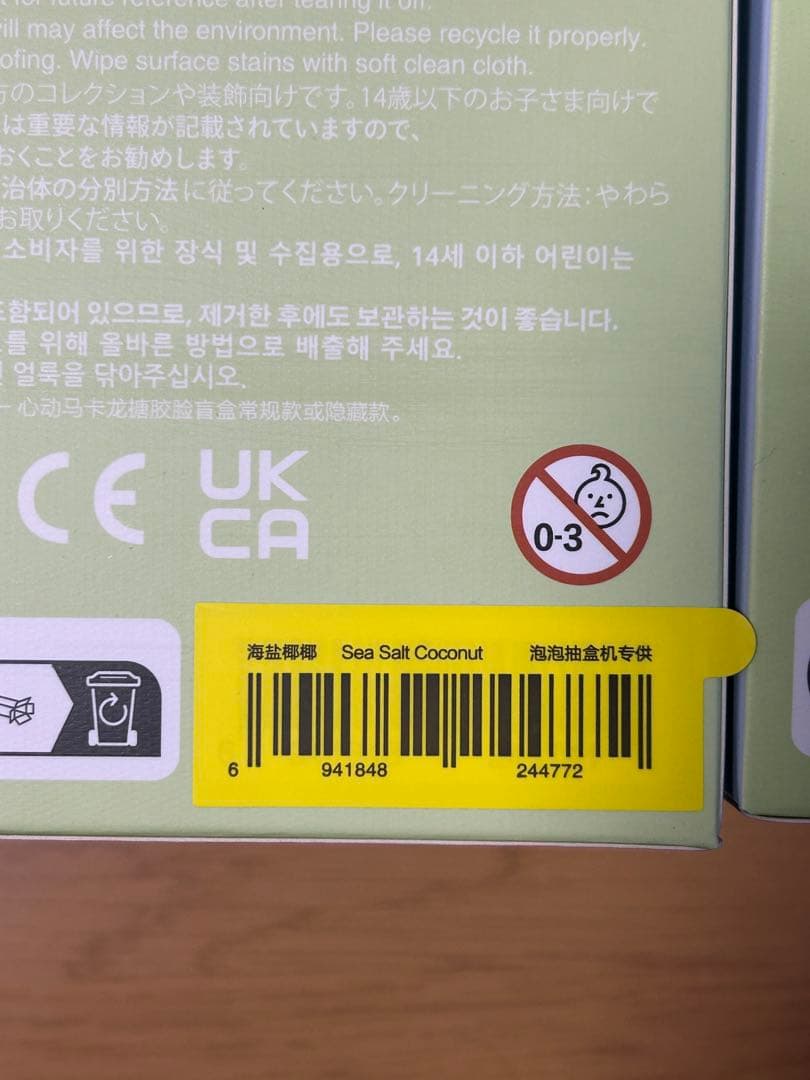 for future reference after tearing it off.
will may affect the environment. Please recycle it properly.
ofing. Wipe surface stains with soft clean cloth.
方のコレクションや装飾向けです。14歳以下のお子さま向けで
は重要な情報が記載されていますので、
おくことをお勧めします。
治体の分別方法に従ってください。クリーニング方法：やわら
お取りください。
소비자를 위한 장식 및 수집용으로, 14세 이하 어린이는
포함되어 있으므로, 제거한 후에도 보관하는 것이 좋습니다.
를 위해 올바른 방법으로 배출해 주세요.
얼룩을 닦아주십시오.
一 心动马卡龙搪胶脸盲盒常规款或隐藏款。
CE UK
CA
0-3
海盐椰椰 Sea Salt Coconut 泡泡抽盒机专供
6 941848 244772